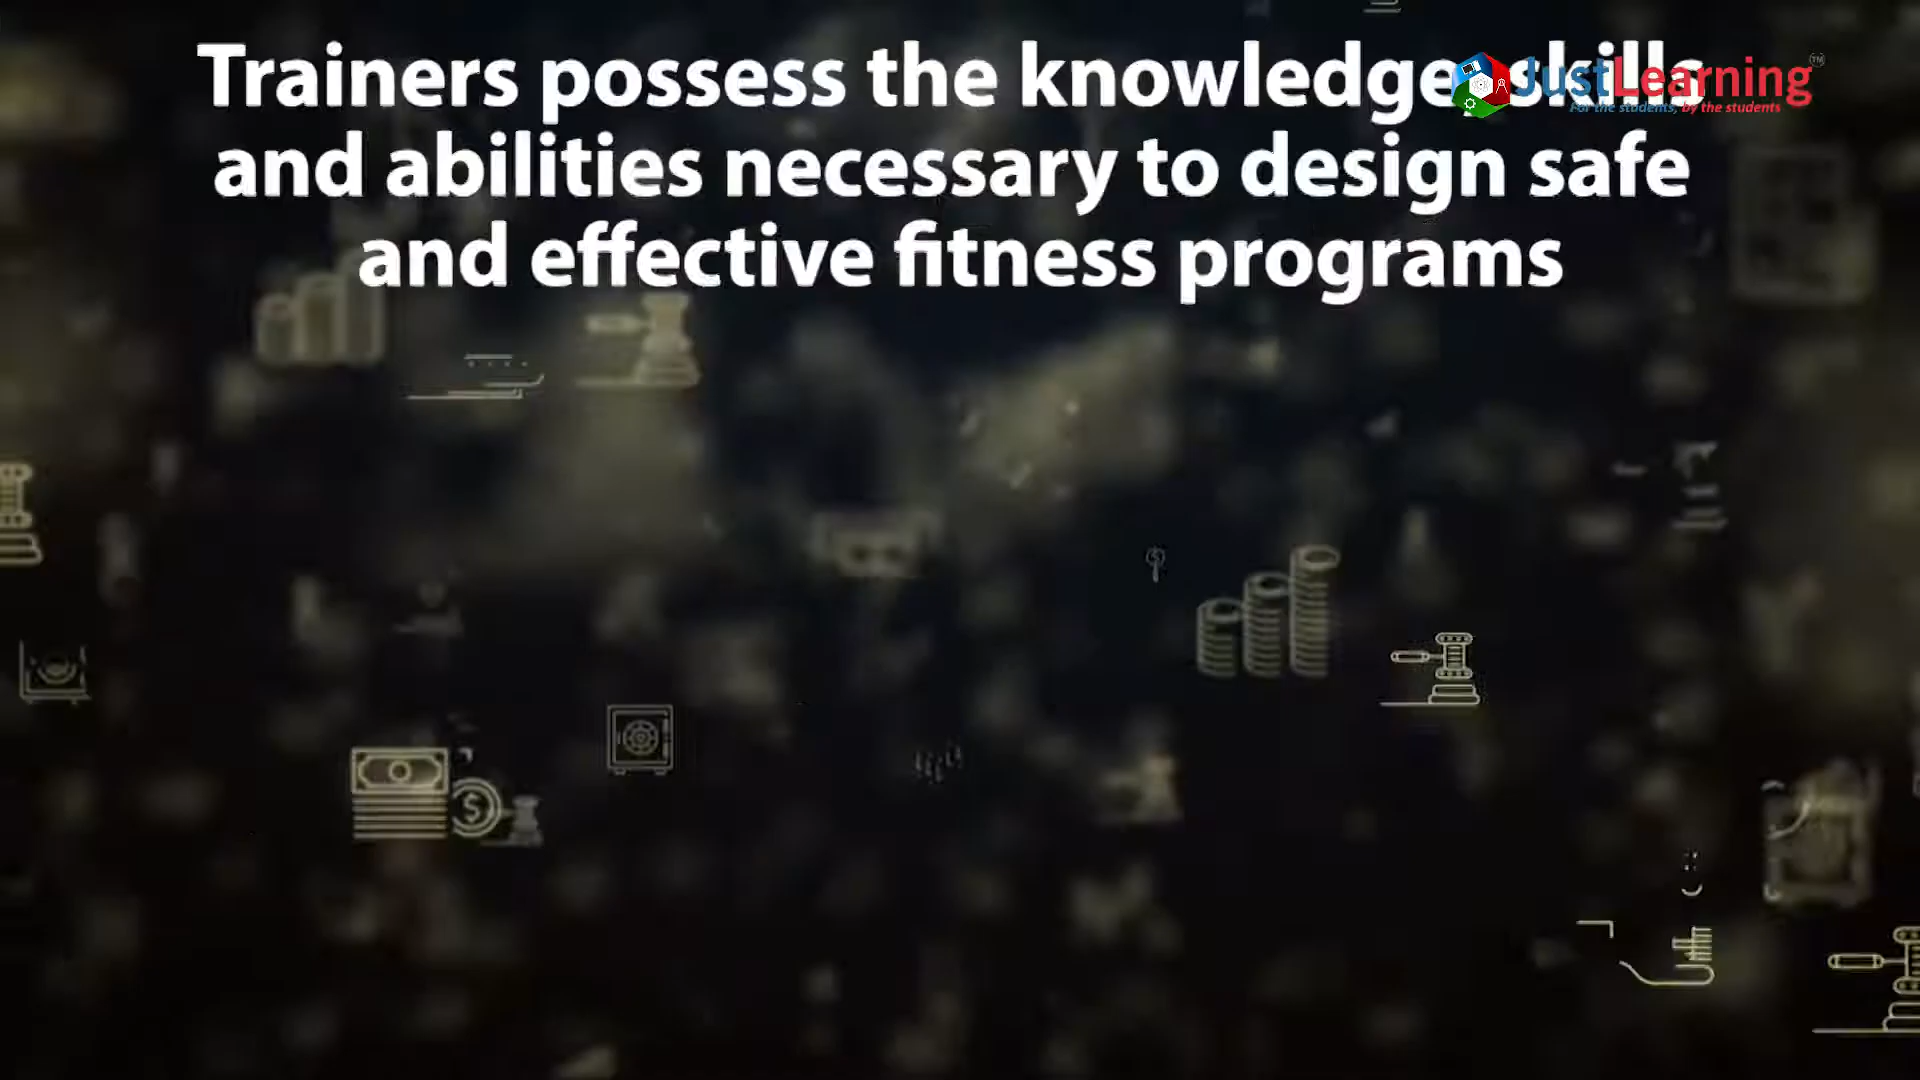 Trainers possess the knowledge, skills
and abilities necessary to design safe
and effective fitness programs
JustLearning™
For the students, by the students